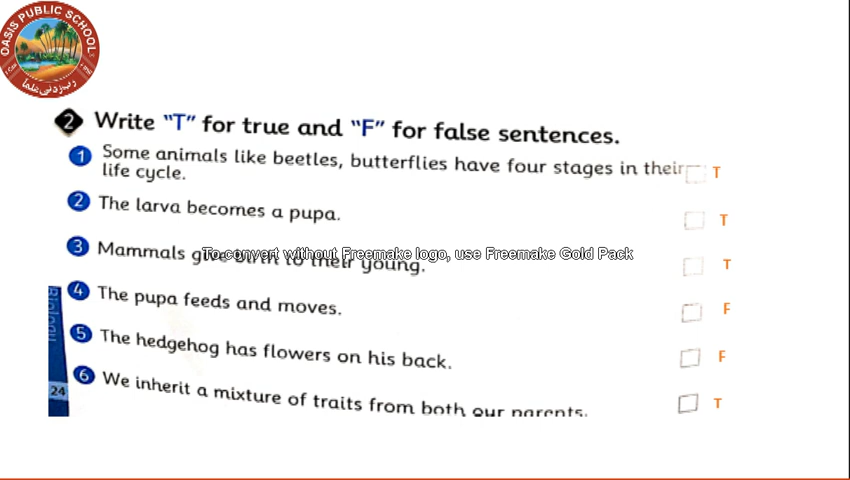 OASIS PUBLIC SCHOOL
2 Write "T" for true and "F" for false sentences.
1 Some animals like beetles, butterflies have four stages in their T
life cycle.
2 The larva becomes a pupa. T
To convert without Freemake logo, use Freemake Gold Pack
3 Mammals give birth to their young. T
4 The pupa feeds and moves. F
5 The hedgehog has flowers on his back. F
6 We inherit a mixture of traits from both our parents. T
Biology
24